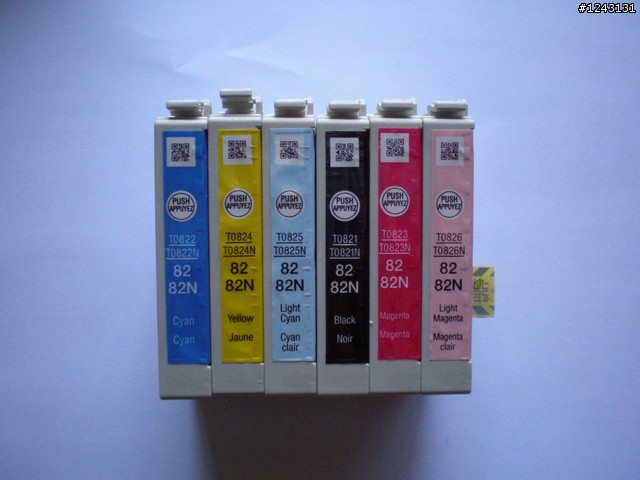 #1243131
PUSH
APPUYEZ
T0822
T0822N
82
82N
Cyan
Cyan
PUSH
APPUYEZ
T0824
T0824N
82
82N
Yellow
Jaune
PUSH
APPUYEZ
T0825
T0825N
82
82N
Light
Cyan
Cyan
clair
PUSH
APPUYEZ
T0821
T0821N
82
82N
Black
Noir
PUSH
APPUYEZ
T0823
T0823N
82
82N
Magenta
Magenta
PUSH
APPUYEZ
T0826
T0826N
82
82N
Light
Magenta
Magenta
clair